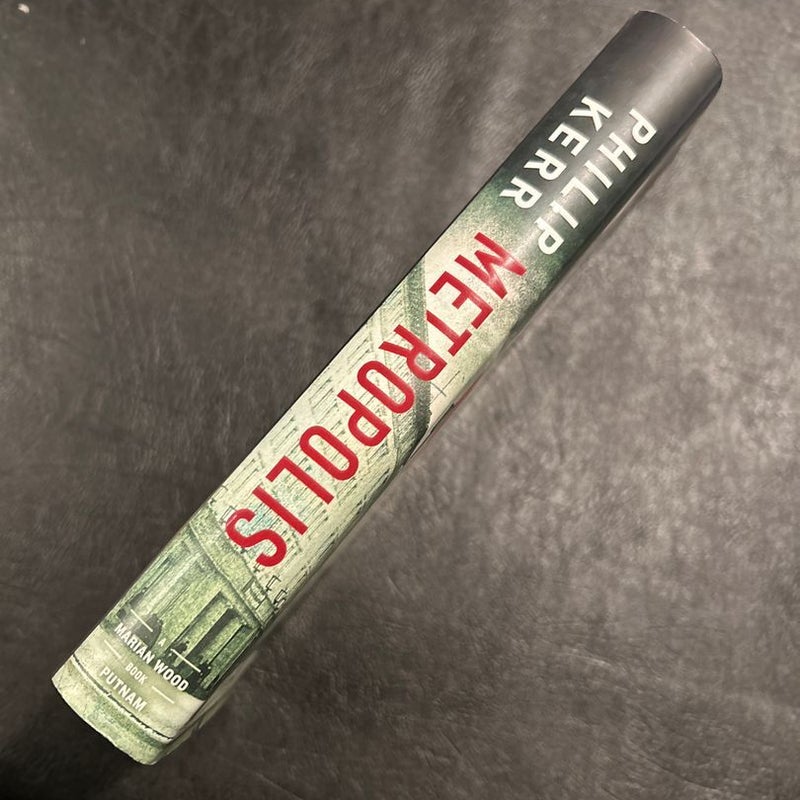 PHILIP
KERR
METROPOLIS
A
MARIAN WOOD
BOOK
PUTNAM